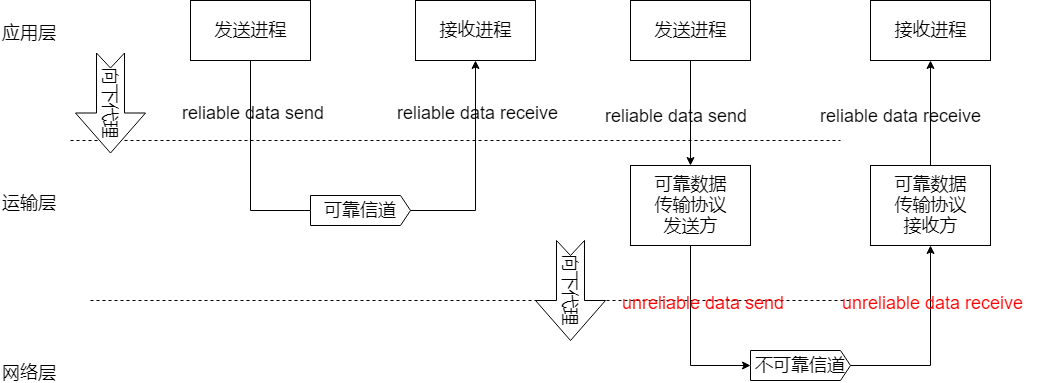 应用层
发送进程
接收进程
发送进程
接收进程
向下代理
reliable data send
reliable data receive
reliable data send
reliable data receive
运输层
可靠信道
可靠数据
传输协议
发送方
可靠数据
传输协议
接收方
向下代理
unreliable data send
unreliable data receive
网络层
不可靠信道